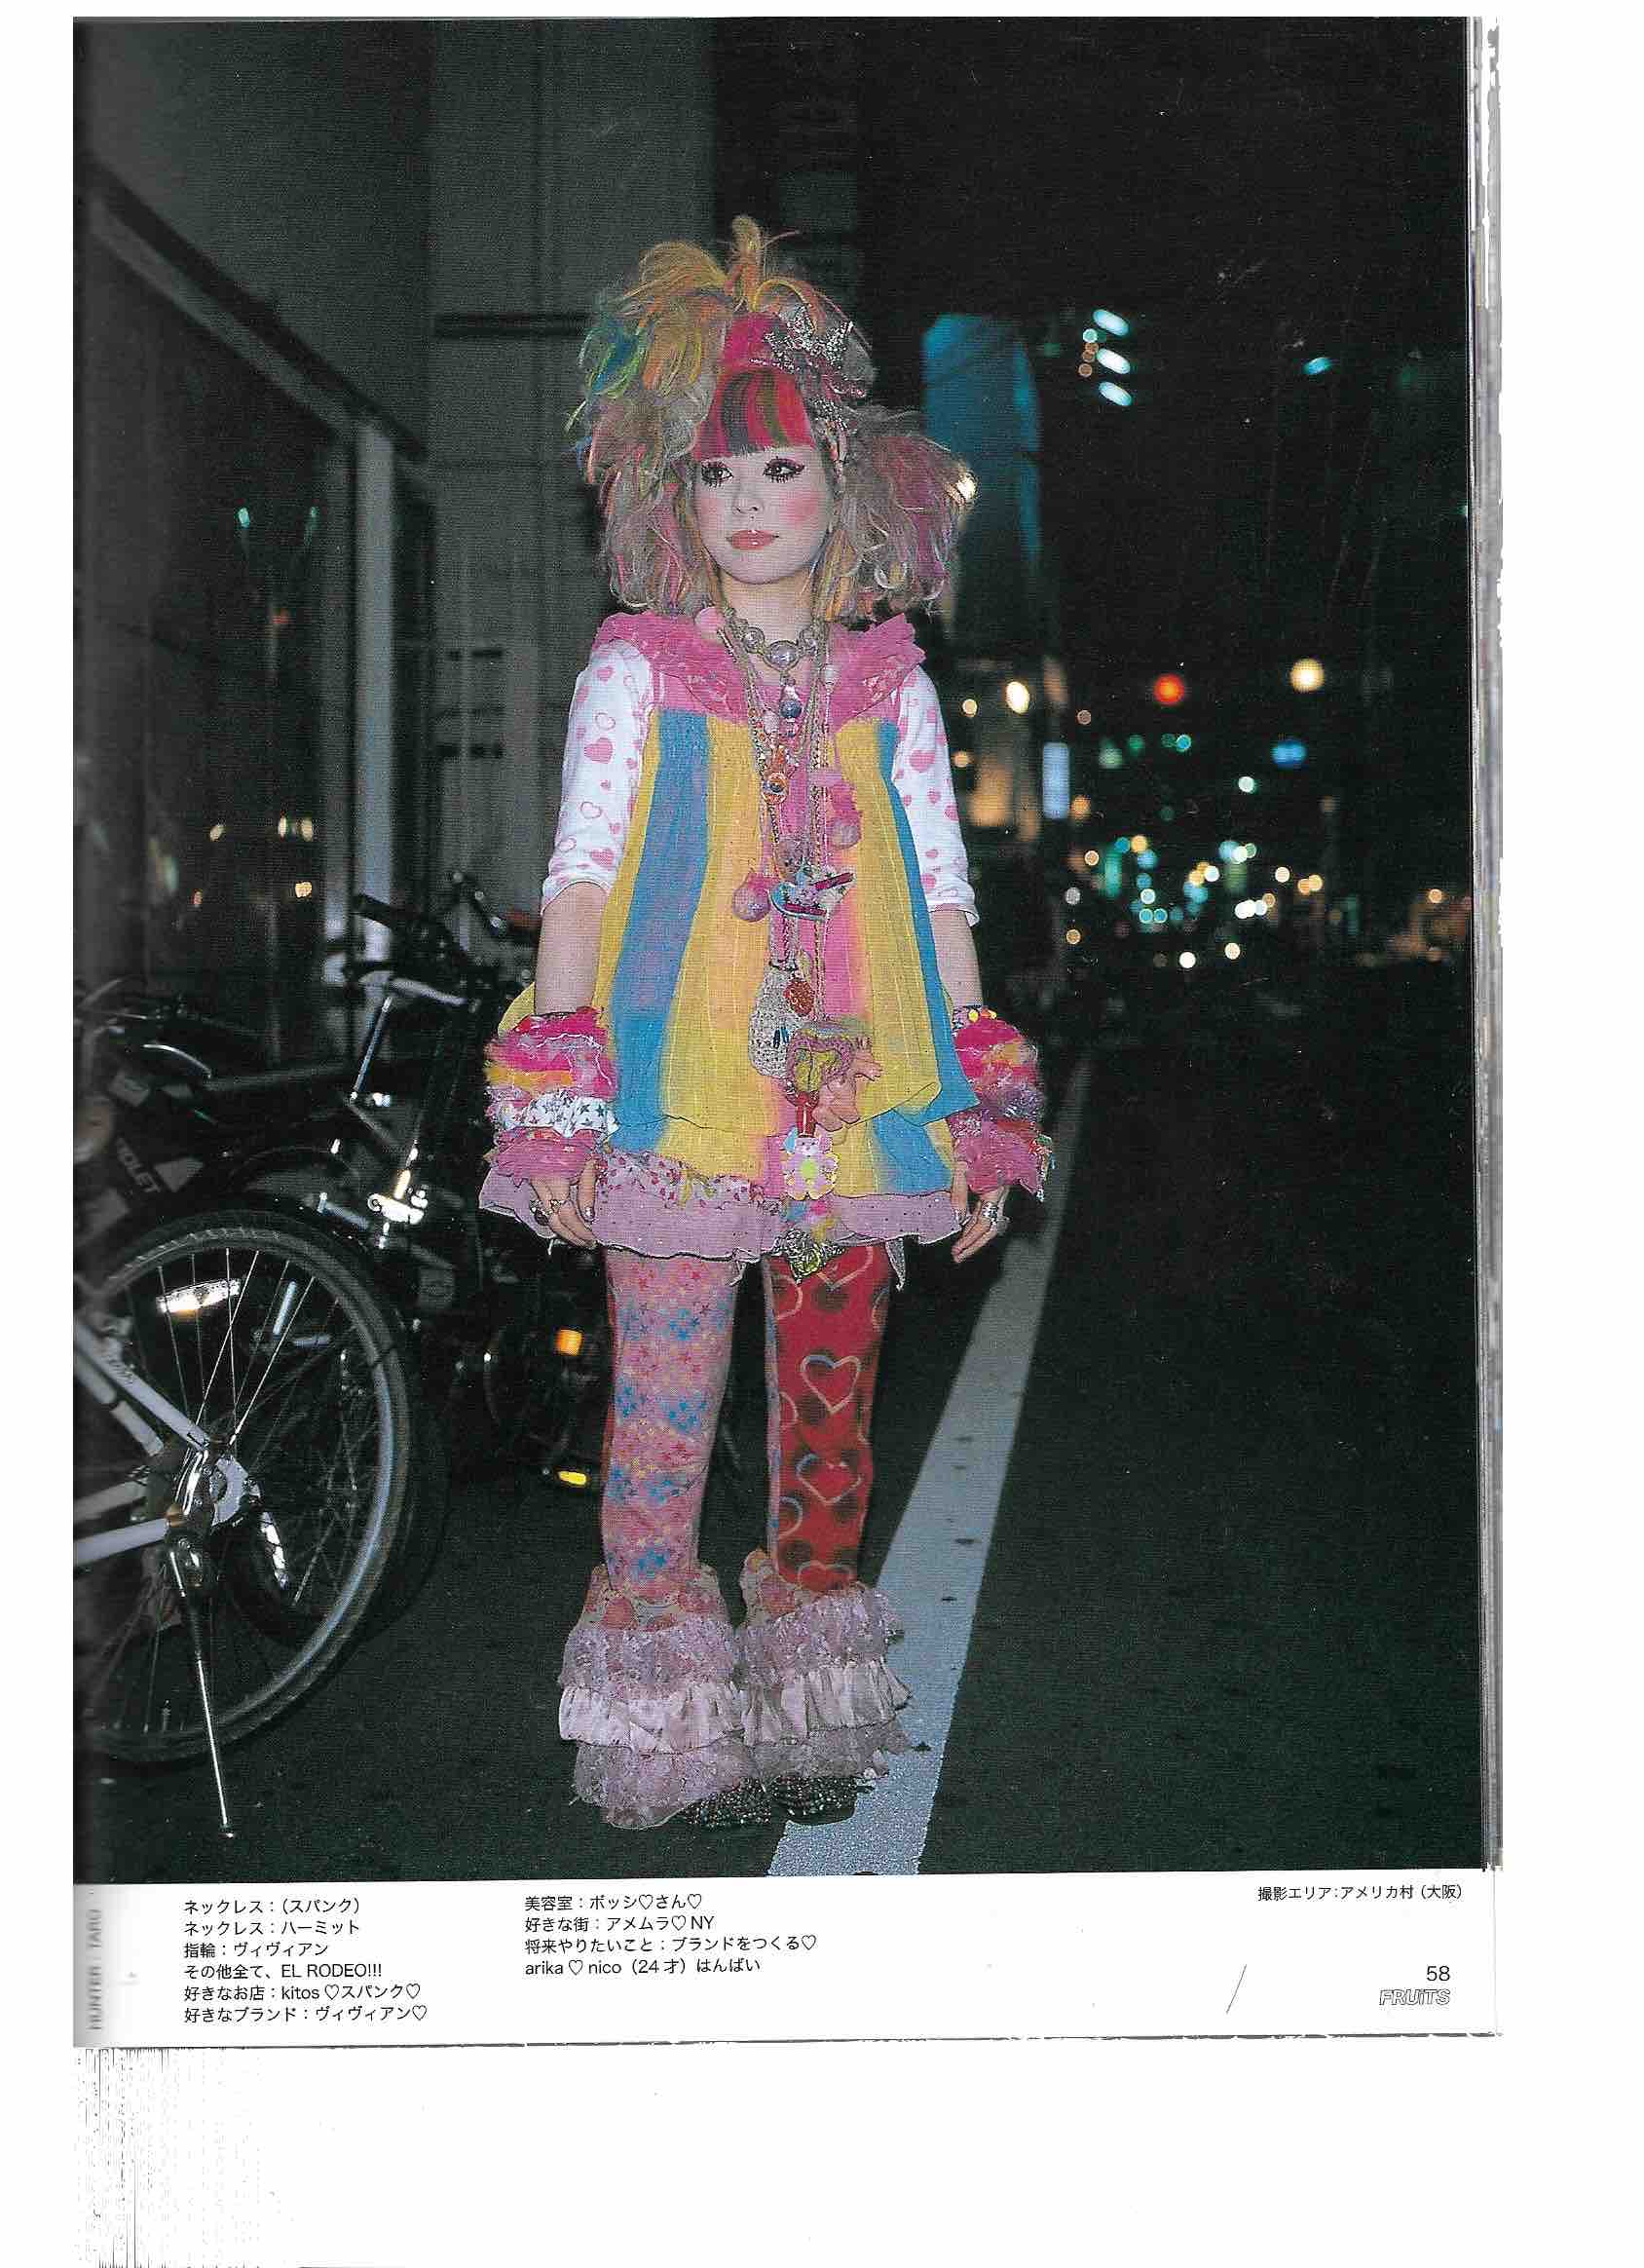 ネックレス：（スパンク）
ネックレス：ハーミット
指輪：ヴィヴィアン
その他全て、EL RODEO!!!
好きなお店：kitos♡スパンク♡
好きなブランド：ヴィヴィアン♡
美容室：ボッシ♡さん♡
好きな街：アメムラ♡NY
将来やりたいこと：ブランドをつくる♡
arika♡nico（24才）はんばい
撮影エリア：アメリカ村（大阪）
58
FRUiTS
HUNTER : TARO